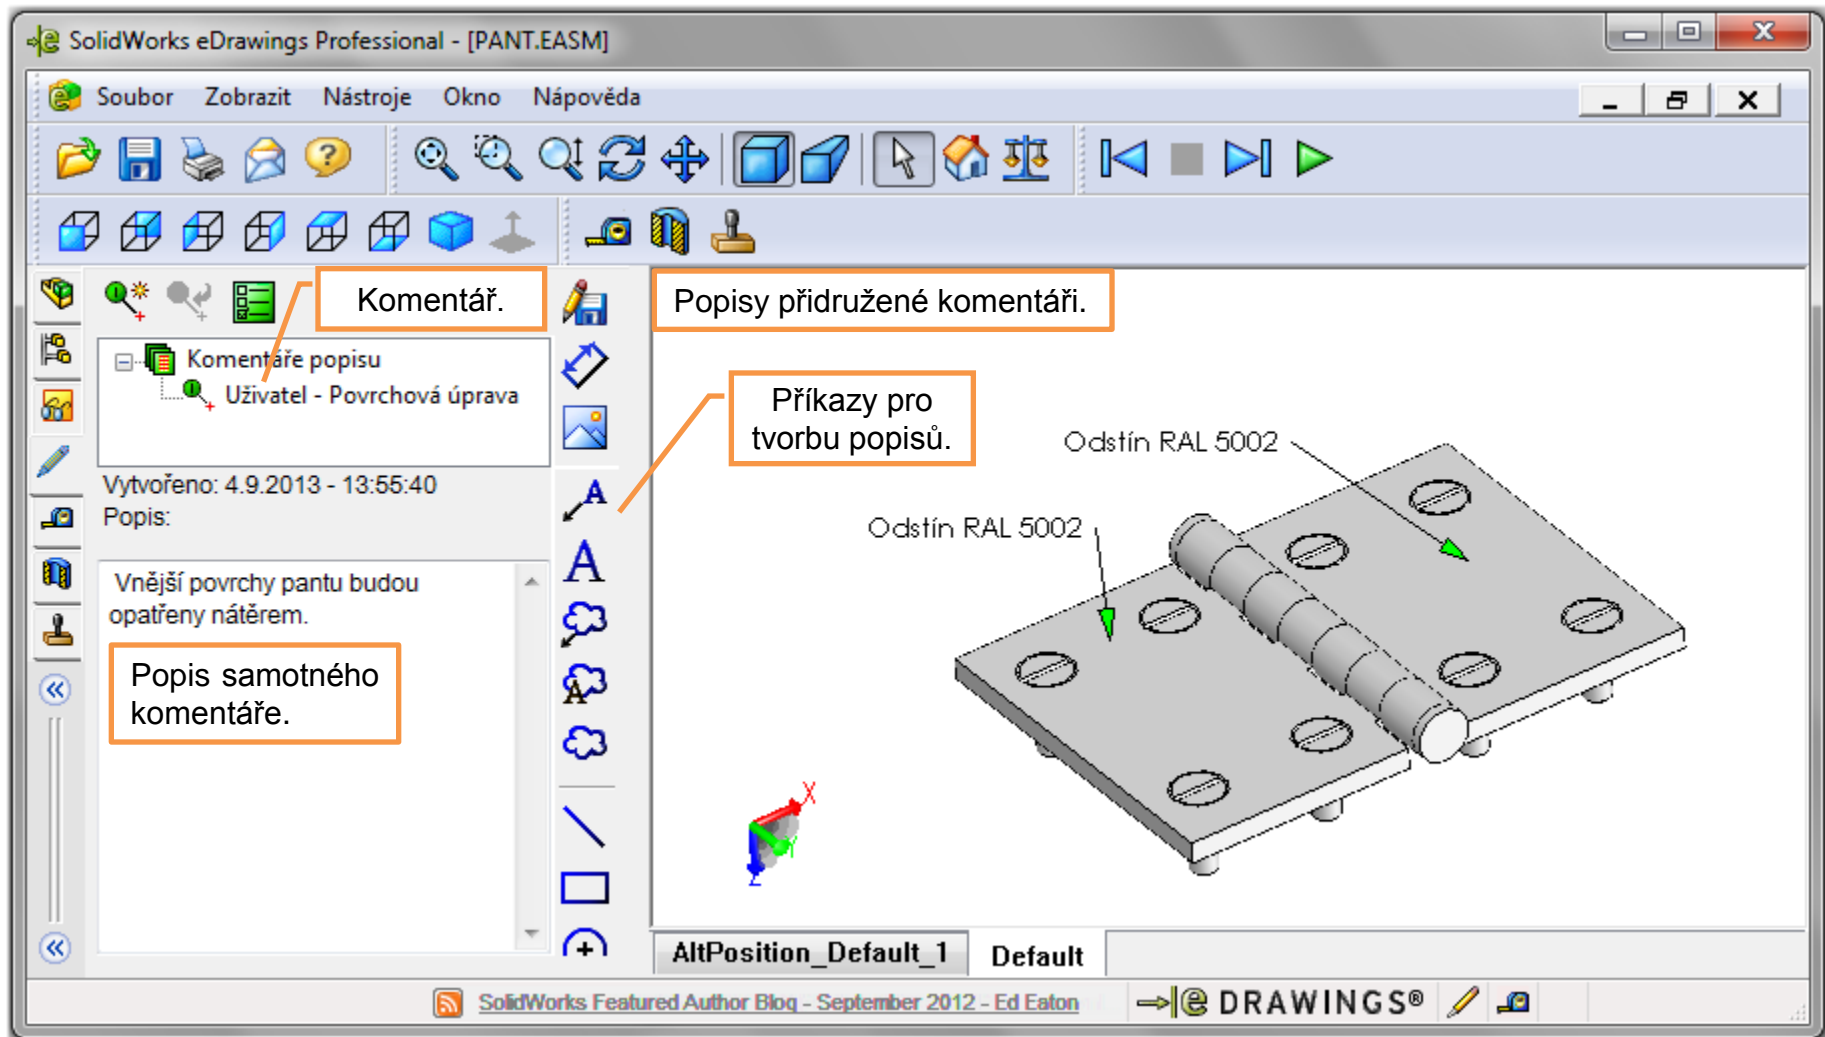 SolidWorks eDrawings Professional - [PANT.EASM]
Soubor Zobrazit Nástroje Okno Nápověda
Komentář.
Popisy přidružené komentáři.
Komentáře popisu
Uživatel - Povrchová úprava
Příkazy pro
tvorbu popisů.
Vytvořeno: 4.9.2013 - 13:55:40
Popis:
Odstín RAL 5002
Odstín RAL 5002
Vnější povrchy pantu budou
opatřeny nátěrem.
Popis samotného
komentáře.
X
Y
Z
AltPosition_Default_1 Default
SolidWorks Featured Author Blog - September 2012 - Ed Eaton
e DRAWINGS®